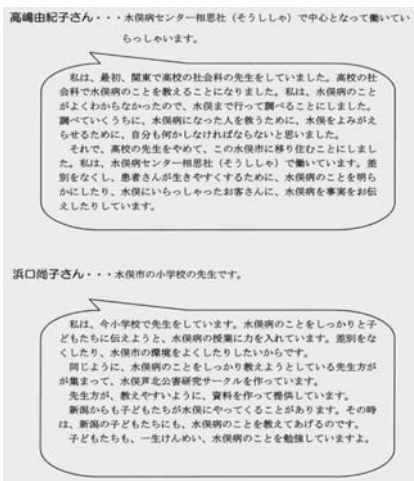 高嶋由紀子さん・・・水俣病センター相思社（そうししゃ）で中心となって働いてい
らっしゃいます。
私は、最初、関東で高校の社会科の先生をしていました。高校の社
会科で水俣病のことを教えることになりました。私は、水俣病のこと
がよくわからなかったので、水俣まで行って調べることにしました。
調べていくうちに、水俣病になった人を救うために、水俣をよみがえ
らせるために、自分も何かしなければならないと思いました。
それで、高校の先生をやめて、この水俣市に移り住むことにしまし
た。私は、水俣病センター相思社（そうししゃ）で働いています。差
別をなくし、患者さんが生きやすくするために、水俣病のことを明ら
かにしたり、水俣にいらっしゃったお客さんに、水俣病を事実をお伝
えしたりしています。
浜口尚子さん・・・水俣市の小学校の先生です。
私は、今小学校で先生をしています。水俣病のことをしっかりと子
どもたちに伝えようと、水俣病の授業に力を入れています。差別をな
くしたり、水俣市の環境をよくしたりしたいからです。
同じように、水俣病のことをしっかり教えようとしている先生方が
が集まって、水俣芦北公害研究サークルを作っています。
先生方が、教えやすいように、資料を作って提供しています。
新潟からも子どもたちが水俣にやってくることがあります。その時
は、新潟の子どもたちにも、水俣病のことを教えてあげるのです。
子どもたちも、一生けんめい、水俣病のことを勉強していますよ。